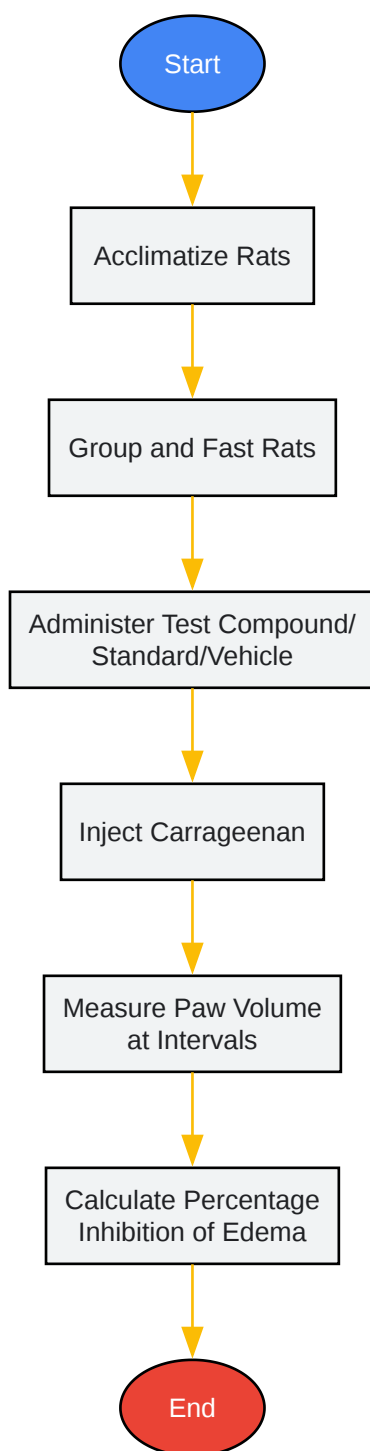 Start
Acclimatize Rats
Group and Fast Rats
Administer Test Compound/
Standard/Vehicle
Inject Carrageenan
Measure Paw Volume
at Intervals
Calculate Percentage
Inhibition of Edema
End